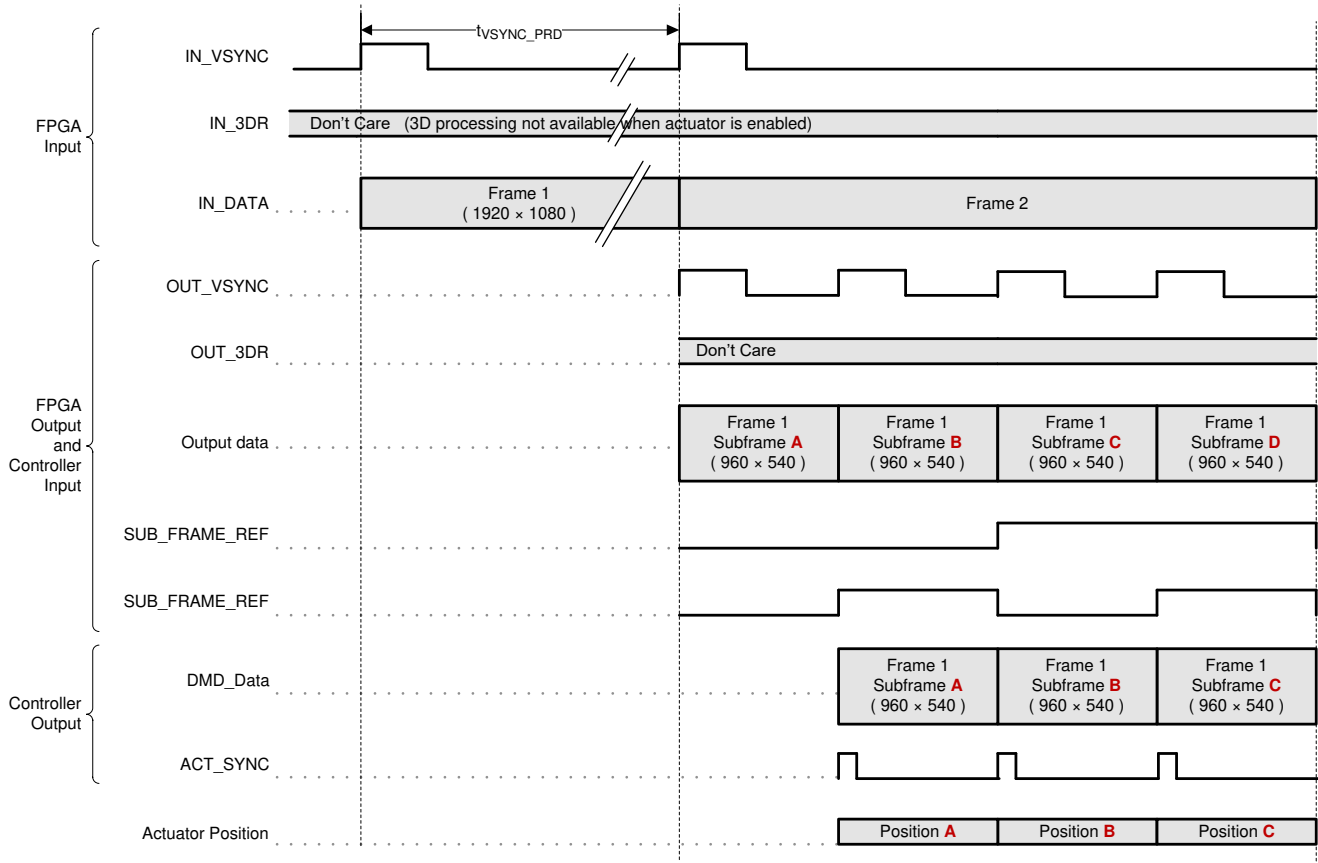 tVSYNC_PRD
IN_VSYNC
FPGA
Input
IN_3DR
Don't Care (3D processing not available when actuator is enabled)
IN_DATA
Frame 1
( 1920 × 1080 )
Frame 2
OUT_VSYNC
OUT_3DR
Don't Care
FPGA
Output
and
Controller
Input
Output data
Frame 1
Subframe A
( 960 × 540 )
Frame 1
Subframe B
( 960 × 540 )
Frame 1
Subframe C
( 960 × 540 )
Frame 1
Subframe D
( 960 × 540 )
SUB_FRAME_REF
SUB_FRAME_REF
Controller
Output
DMD_Data
Frame 1
Subframe A
( 960 × 540 )
Frame 1
Subframe B
( 960 × 540 )
Frame 1
Subframe C
( 960 × 540 )
ACT_SYNC
Actuator Position
Position A
Position B
Position C